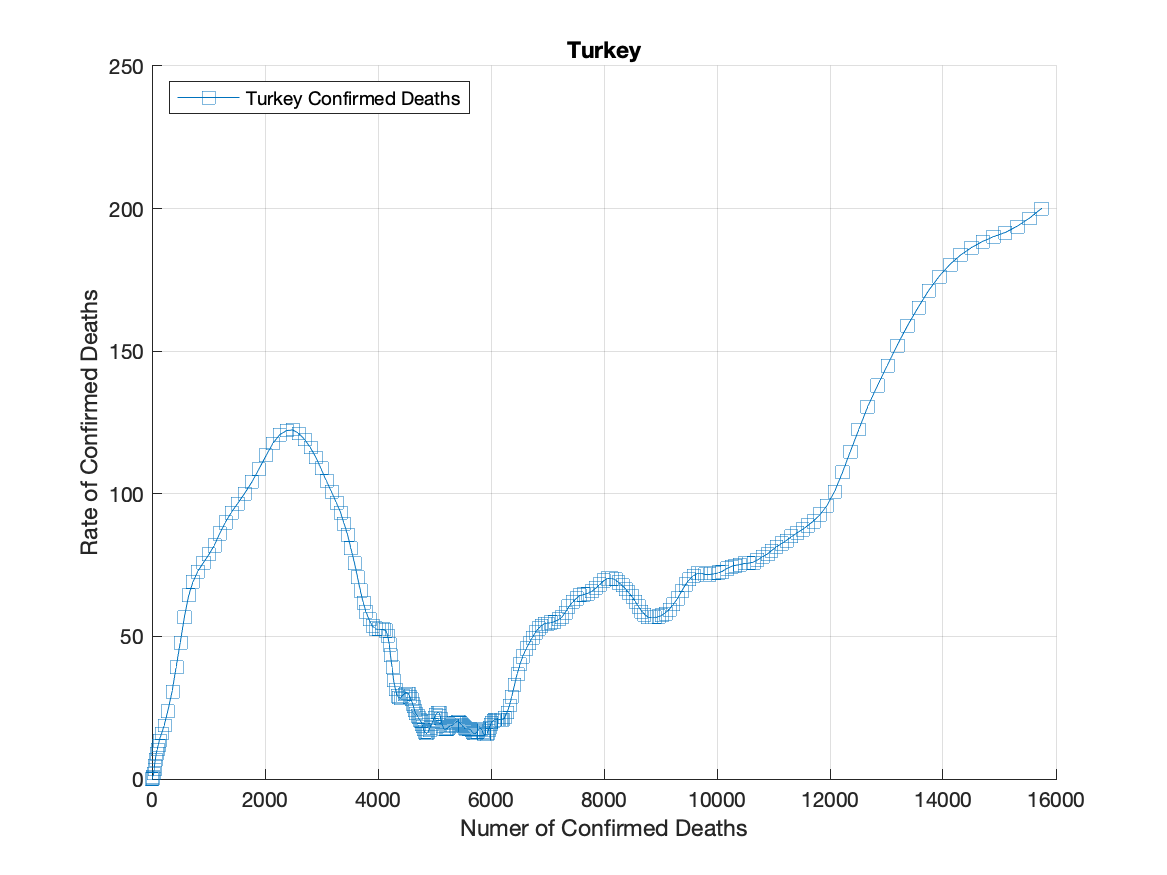 Turkey
Turkey Confirmed Deaths
250
200
150
100
50
0
Rate of Confirmed Deaths
0 2000 4000 6000 8000 10000 12000 14000 16000
Numer of Confirmed Deaths